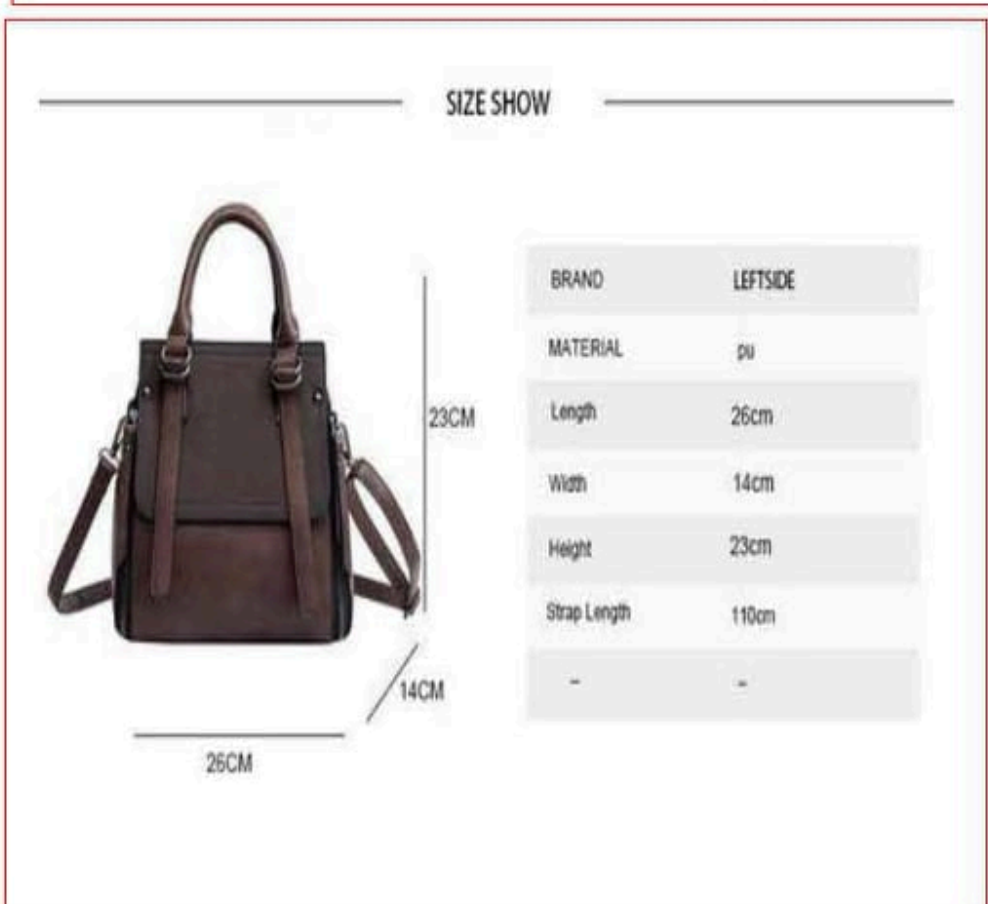 SIZE SHOW
BRAND LEFTSIDE
MATERIAL pu
Length 26cm
Width 14cm
Height 23cm
Strap Length 110cm
– –
23CM
14CM
26CM